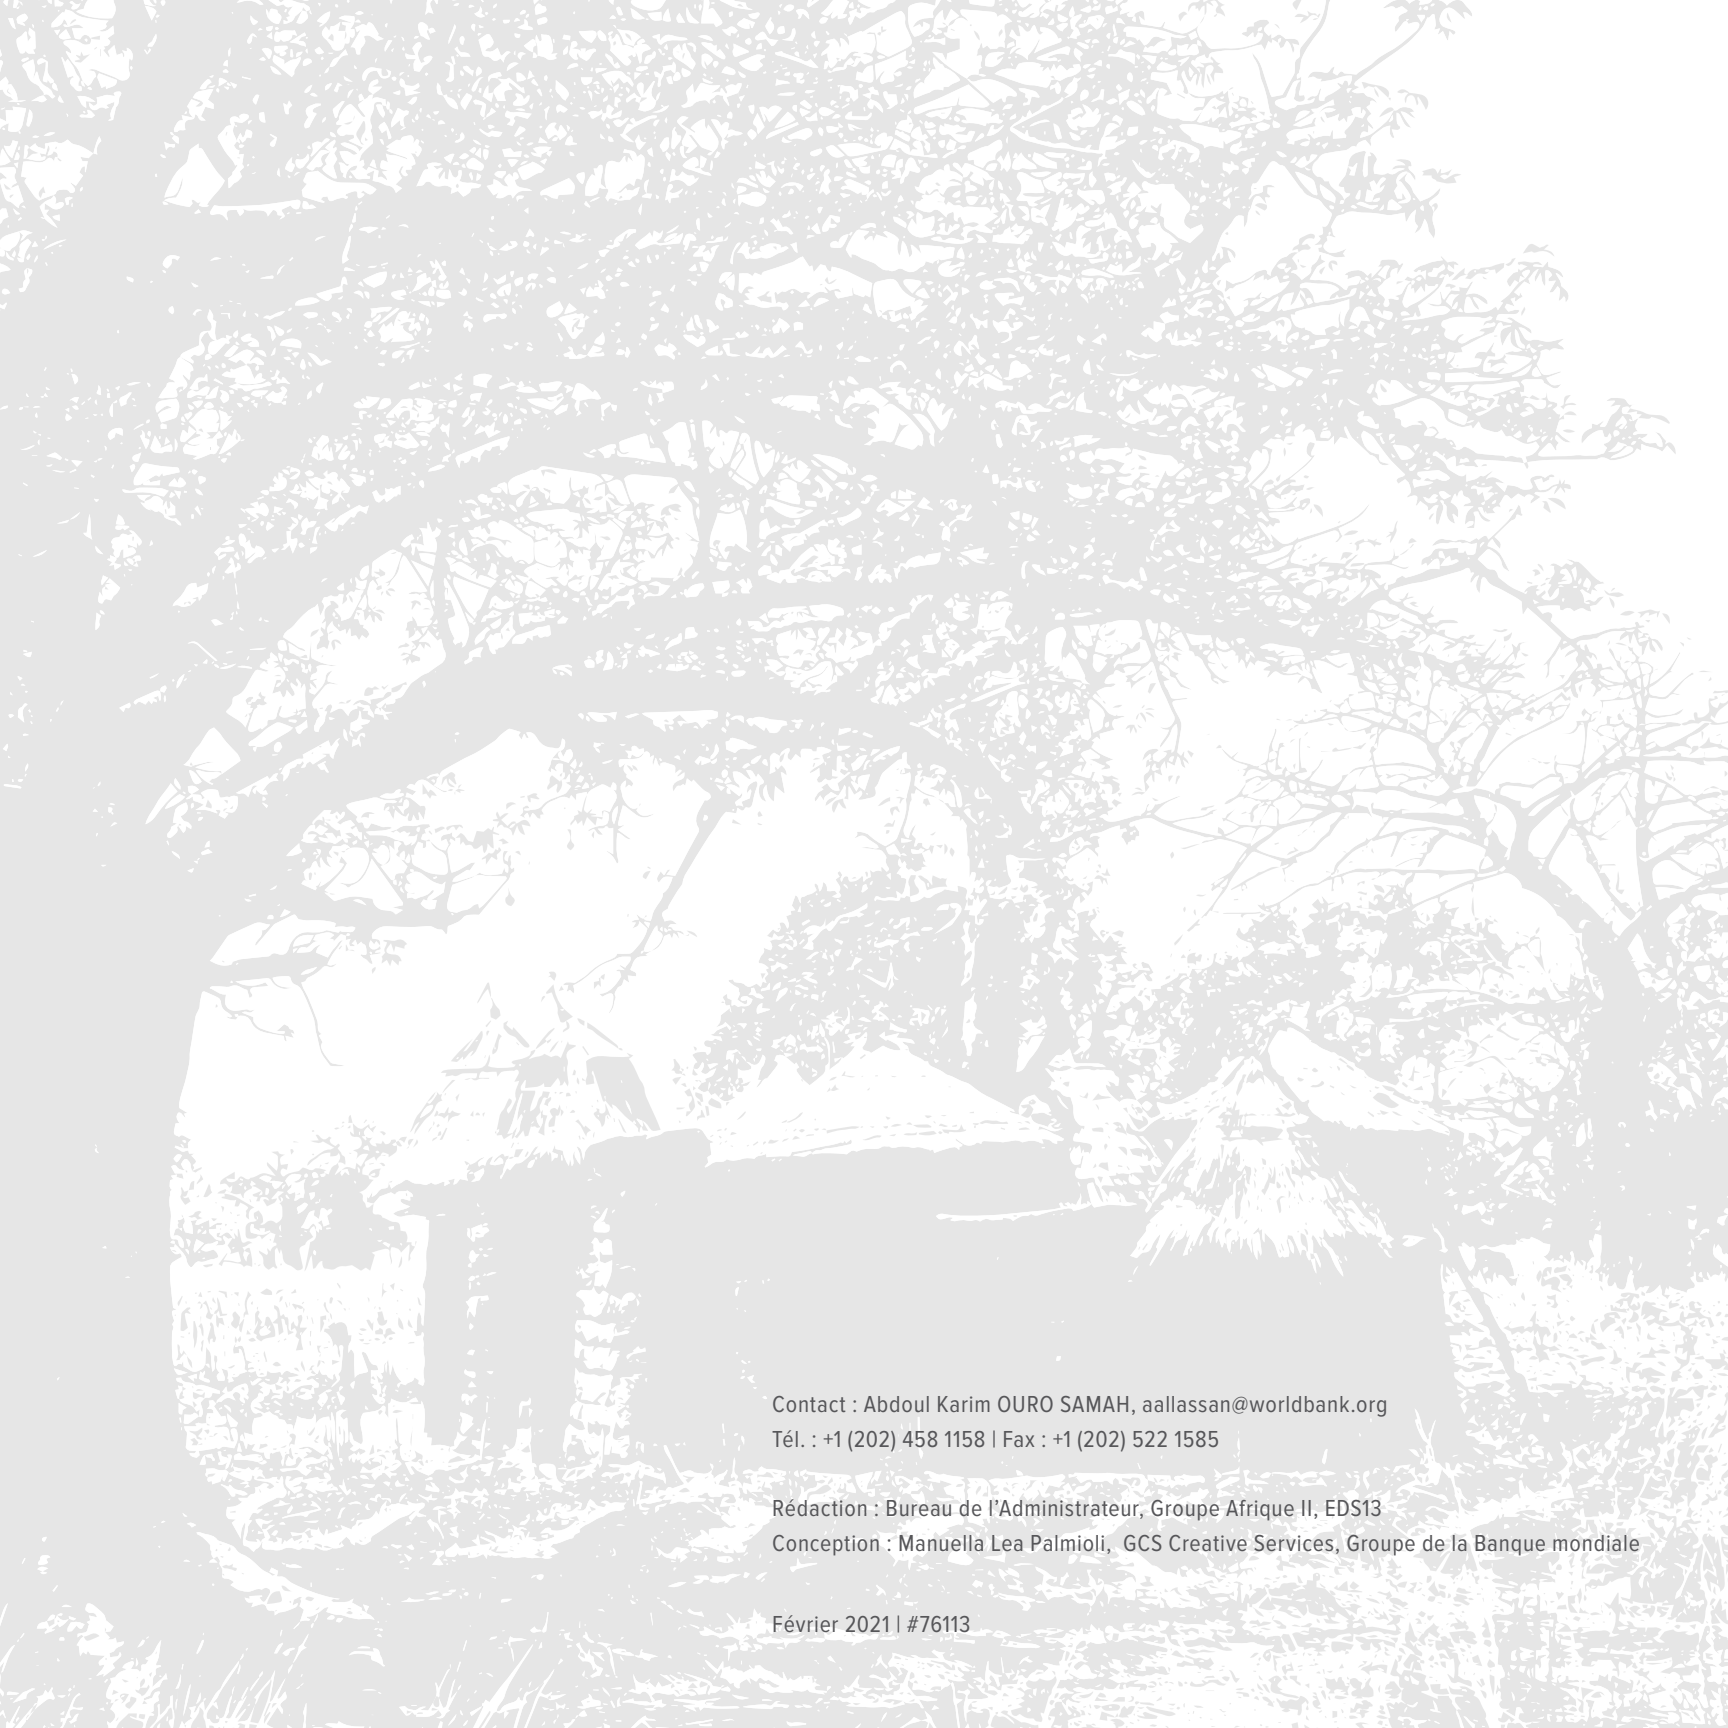 Contact : Abdoul Karim OURO SAMAH, aallassan@worldbank.org
Tél. : +1 (202) 458 1158 | Fax : +1 (202) 522 1585
Rédaction : Bureau de l’Administrateur, Groupe Afrique II, EDS13
Conception : Manuella Lea Palmioli,  GCS Creative Services, Groupe de la Banque mondiale
Février 2021 | #76113